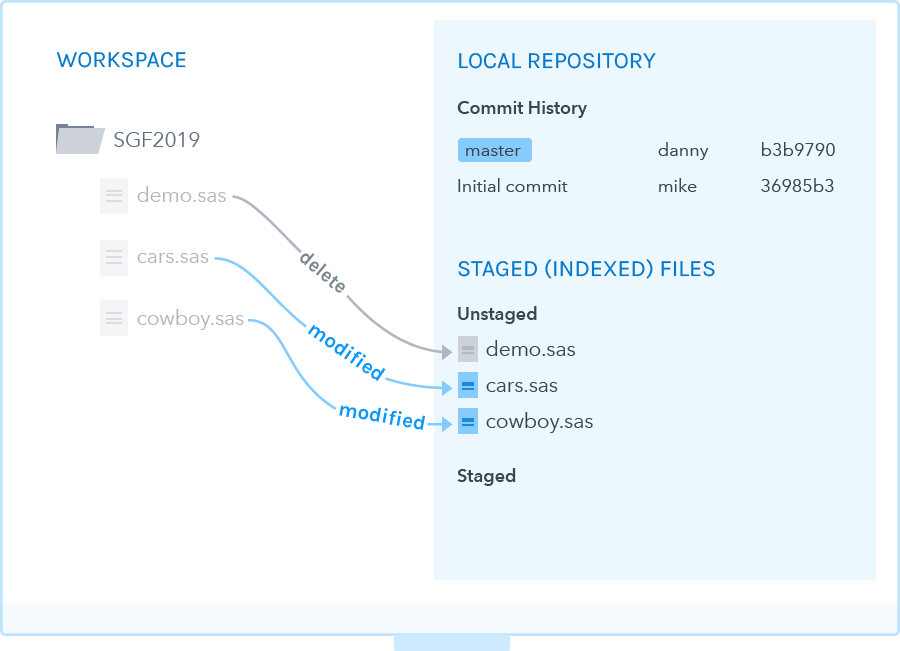 WORKSPACE
SGF2019
demo.sas
cars.sas
cowboy.sas
delete
modified
modified
LOCAL REPOSITORY
Commit History
master danny b3b9790
Initial commit mike 36985b3
STAGED (INDEXED) FILES
Unstaged
demo.sas
cars.sas
cowboy.sas
Staged